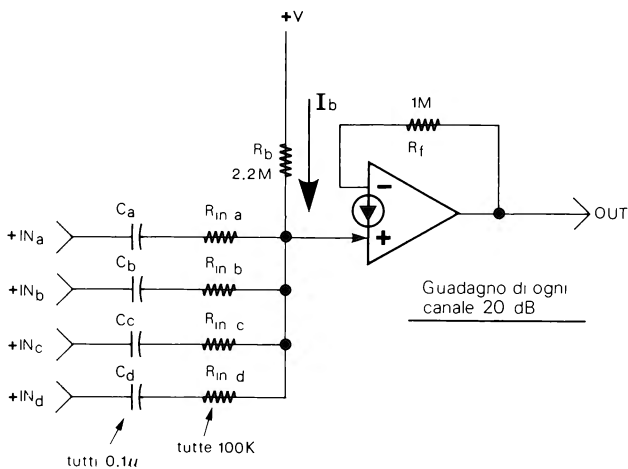 +V
Ib
1M
Rf
Rb
2.2M
−
+
OUT
Ca
Rin a
+INa
Cb
Rin b
+INb
Cc
Rin c
+INc
Cd
Rin d
+INd
Guadagno di ogni
canale 20 dB
tutti 0.1µ
tutte 100K